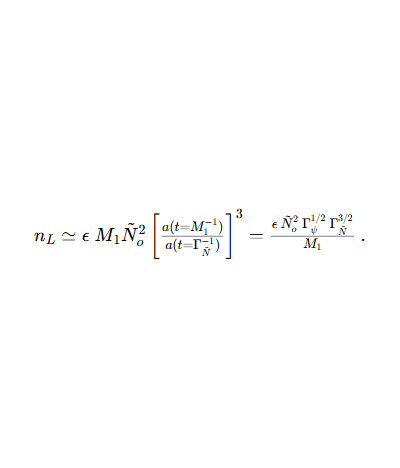 $n_L \simeq \epsilon \, M_1 \tilde{N}_o^2 \left[ \frac{a(t=M_1^{-1})}{a(t=\Gamma_{\tilde{N}}^{-1})} \right]^3 = \frac{\epsilon \, \tilde{N}_o^2 \, \Gamma_\psi^{1/2} \, \Gamma_{\tilde{N}}^{3/2}}{M_1} \ .$